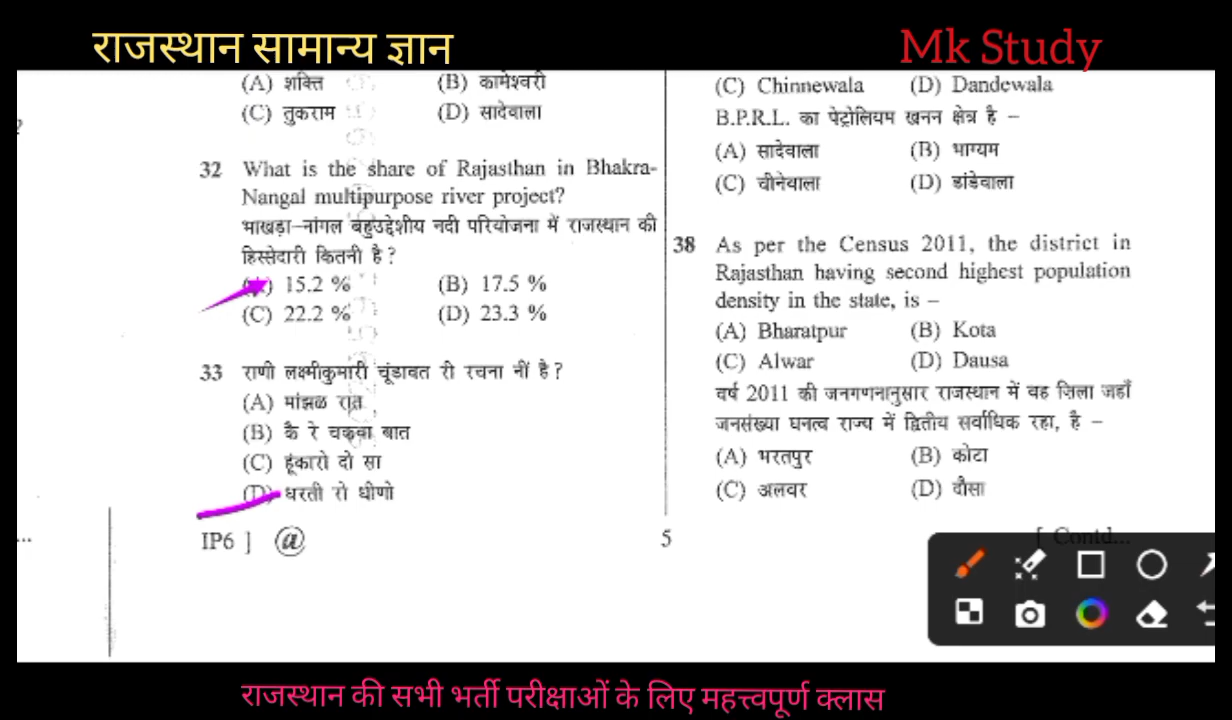 राजस्थान सामान्य ज्ञान
Mk Study
?
(A) शक्ति (B) कामेश्वरी
(C) तुकराम (D) सादेवाला
32 What is the share of Rajasthan in Bhakra-
Nangal multipurpose river project?
भाखड़ा-नांगल बहुउद्देशीय नदी परियोजना में राजस्थान की
हिस्सेदारी कितनी है ?
(A) 15.2 % (B) 17.5 %
(C) 22.2 % (D) 23.3 %
33 राणी लक्ष्मीकुमारी चूंडावत री रचना नीं है ?
(A) मांझळ रात
(B) कै रे चकवा बात
(C) हूंकारो दो सा
(D) धरती रो धीणो
...
IP6 ] @
(C) Chinnewala (D) Dandewala
B.P.R.L. का पेट्रोलियम खनन क्षेत्र है –
(A) सादेवाला (B) भाग्यम
(C) चीनेवाला (D) डांडेवाला
38 As per the Census 2011, the district in
Rajasthan having second highest population
density in the state, is –
(A) Bharatpur (B) Kota
(C) Alwar (D) Dausa
वर्ष 2011 की जनगणनानुसार राजस्थान में वह ज़िला जहाँ
जनसंख्या घनत्व राज्य में द्वितीय सर्वाधिक रहा, है –
(A) भरतपुर (B) कोटा
(C) अलवर (D) दौसा
5
[ Contd...
राजस्थान की सभी भर्ती परीक्षाओं के लिए महत्त्वपूर्ण क्लास